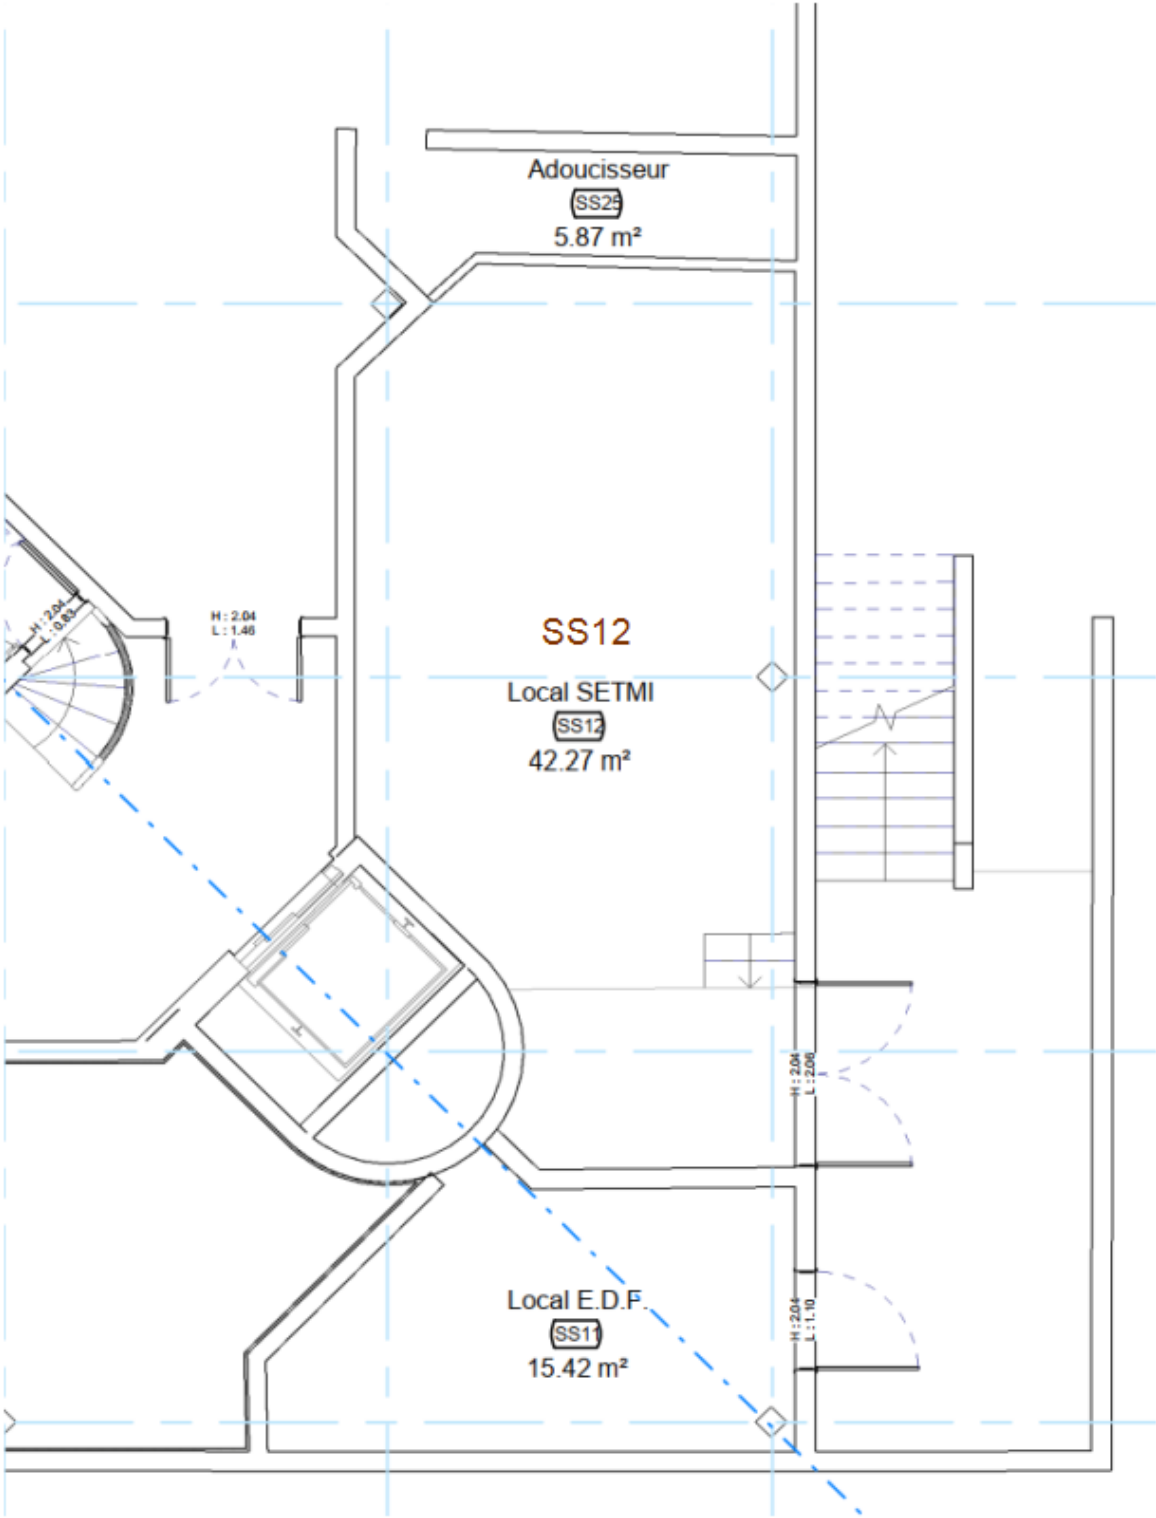 Adoucisseur
SS25
5.87 m²
H : 2.04
L : 0.83
H : 2.04
L : 1.46
SS12
Local SETMI
SS12
42.27 m²
H : 2.04
L : 2.06
Local E.D.F.
SS11
15.42 m²
H : 2.04
L : 1.10